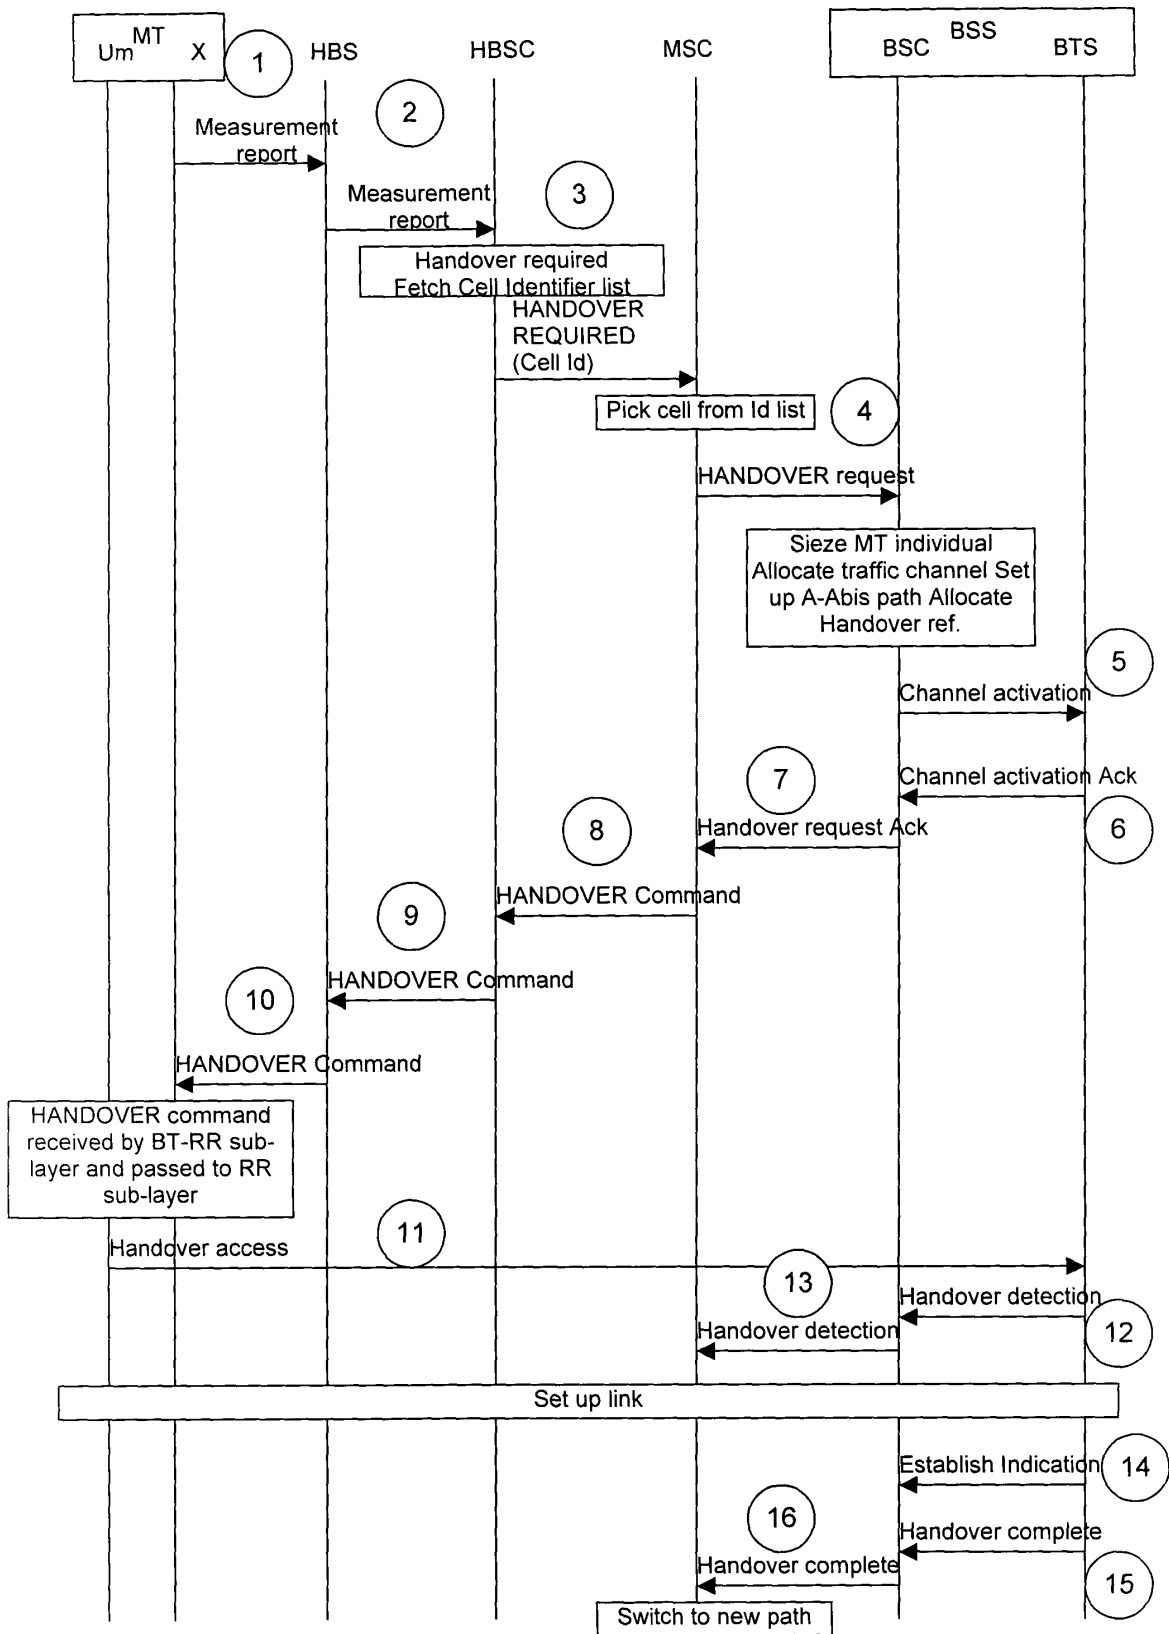 MT
Um
X
1
HBS
HBSC
MSC
BSS
BSC
BTS
2
Measurement
report
3
Measurement
report
Handover required
Fetch Cell Identifier list
HANDOVER
REQUIRED
(Cell Id)
Pick cell from Id list
4
HANDOVER request
Sieze MT individual
Allocate traffic channel Set
up A-Abis path Allocate
Handover ref.
5
Channel activation
7
Channel activation Ack
8
Handover request Ack
6
9
HANDOVER Command
10
HANDOVER Command
HANDOVER Command
HANDOVER command
received by BT-RR sub-
layer and passed to RR
sub-layer
11
Handover access
13
Handover detection
Handover detection
12
Set up link
Establish Indication
14
16
Handover complete
Handover complete
15
Switch to new path